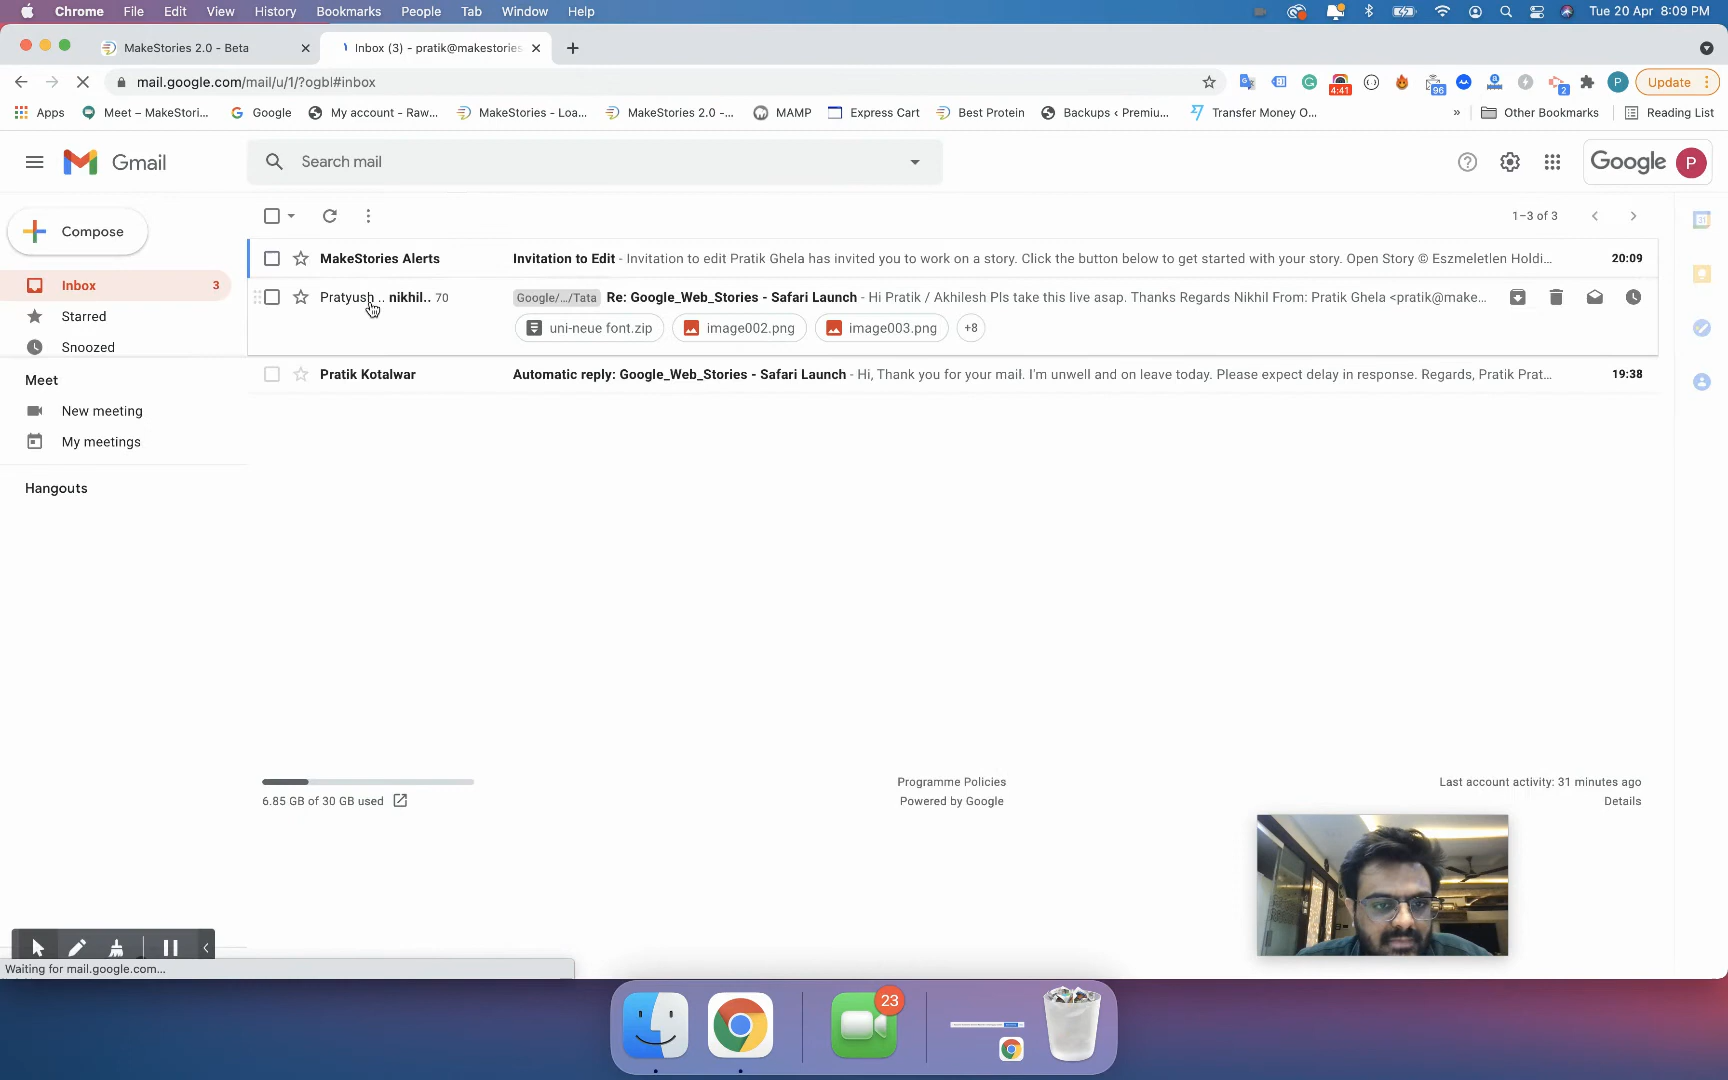 Chrome File Edit View History Bookmarks People Tab Window Help Tue 20 Apr 8:09 PM
MakeStories 2.0 - Beta Inbox (3) - pratik@makestories
mail.google.com/mail/u/1/?ogbl#inbox 4:41 96 2 P Update
Apps Meet – MakeStori... Google My account - Raw... MakeStories - Loa... MakeStories 2.0 -... MAMP Express Cart Best Protein Backups ‹ Premiu... Transfer Money O... » Other Bookmarks Reading List
Gmail Search mail Google P
Compose 1–3 of 3
MakeStories Alerts Invitation to Edit - Invitation to edit Pratik Ghela has invited you to work on a story. Click the button below to get started with your story. Open Story © Eszmeletlen Holdi... 20:09
Inbox 3
Pratyush .. nikhil.. 70 Google/.../Tata Re: Google_Web_Stories - Safari Launch - Hi Pratik / Akhilesh Pls take this live asap. Thanks Regards Nikhil From: Pratik Ghela <pratik@make...
Starred
uni-neue font.zip image002.png image003.png +8
Snoozed
Pratik Kotalwar Automatic reply: Google_Web_Stories - Safari Launch - Hi, Thank you for your mail. I'm unwell and on leave today. Please expect delay in response. Regards, Pratik Prat... 19:38
Meet
New meeting
My meetings
Hangouts
6.85 GB of 30 GB used
Programme Policies
Powered by Google
Last account activity: 31 minutes ago
Details
Waiting for mail.google.com...
23